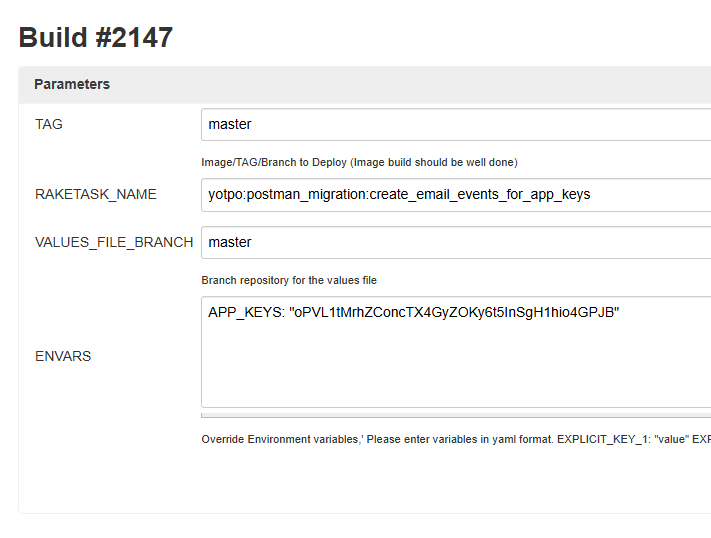 Build #2147
Parameters
TAG
master
Image/TAG/Branch to Deploy (Image build should be well done)
RAKETASK_NAME
yotpo:postman_migration:create_email_events_for_app_keys
VALUES_FILE_BRANCH
master
Branch repository for the values file
APP_KEYS: "oPVL1tMrhZConcTX4GyZOKy6t5InSgH1hio4GPJB"
ENVARS
Override Environment variables,' Please enter variables in yaml format. EXPLICIT_KEY_1: "value" EXP